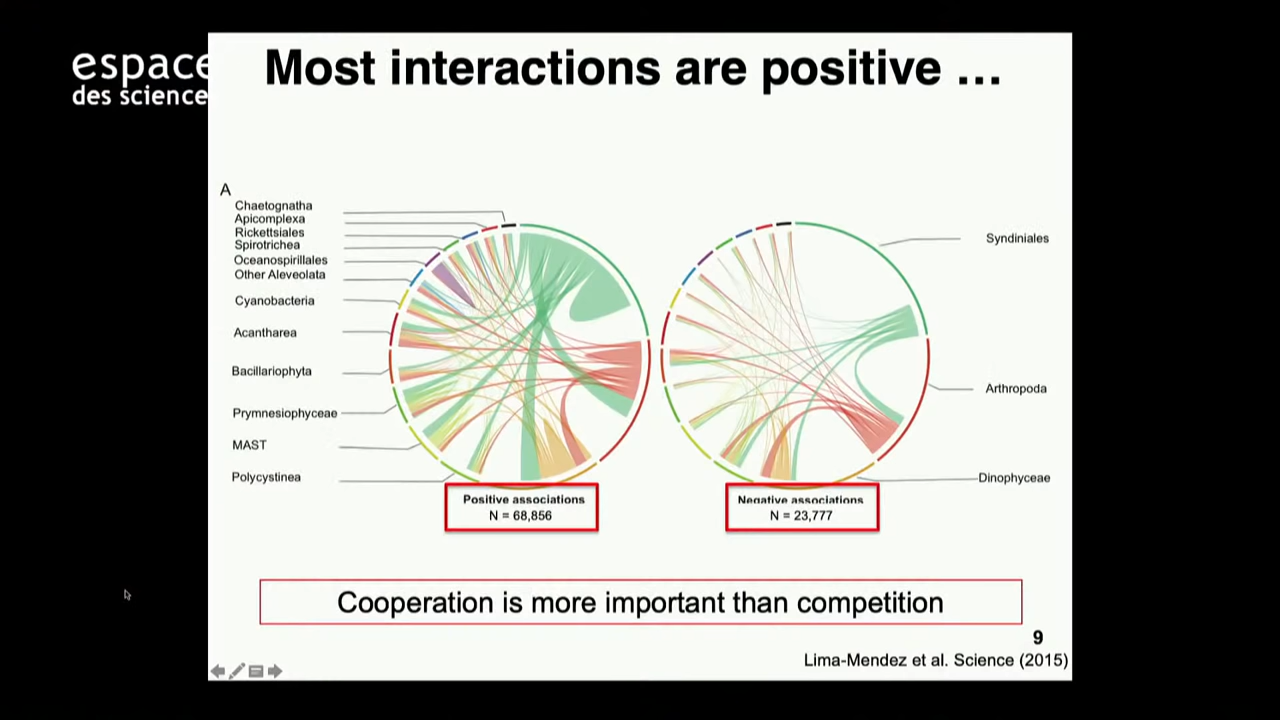 espace
des science
Most interactions are positive ...
A
Chaetognatha
Apicomplexa
Rickettsiales
Spirotrichea
Oceanospirillales
Other Aleveolata
Cyanobacteria
Acantharea
Bacillariophyta
Prymnesiophyceae
MAST
Polycystinea
Syndiniales
Arthropoda
Dinophyceae
Positive associations
N = 68,856
Negative associations
N = 23,777
Cooperation is more important than competition
9
Lima-Mendez et al. Science (2015)